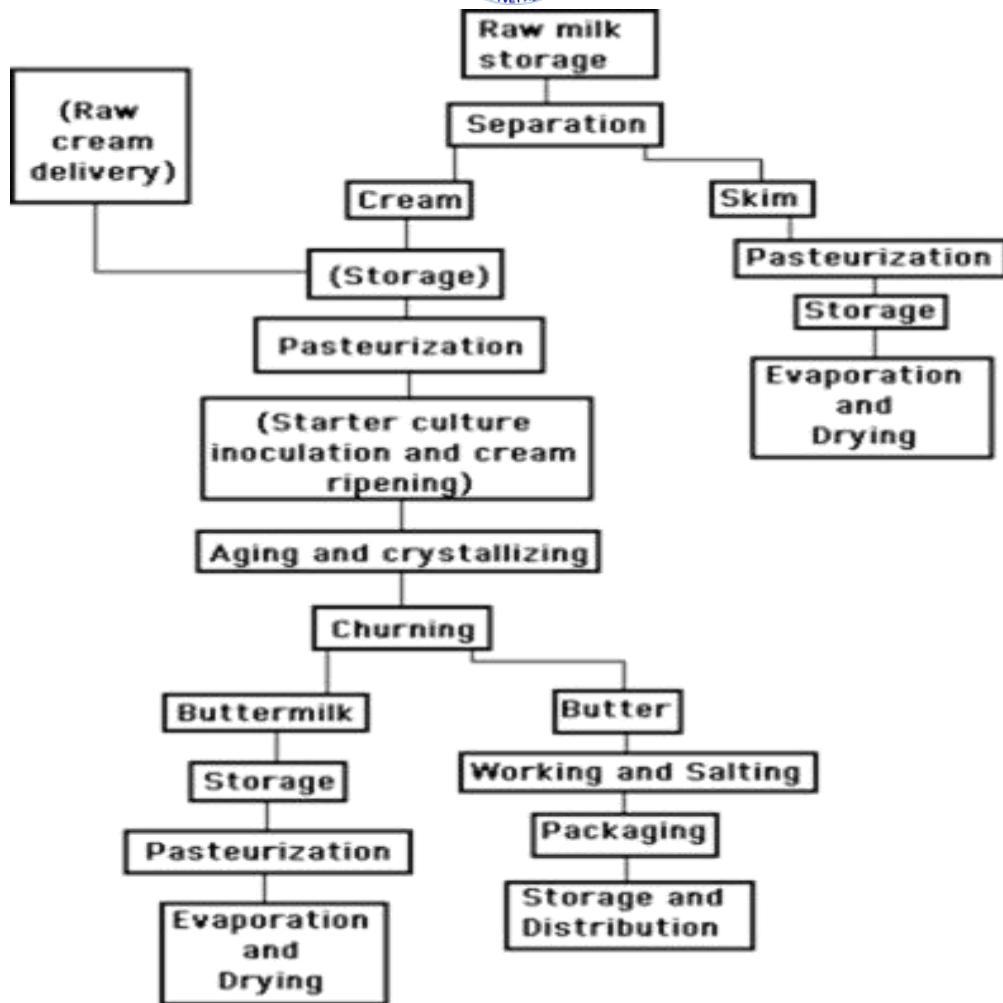 Raw milk
storage
(Raw
cream
delivery)
Separation
Cream
Skim
(Storage)
Pasteurization
Storage
Evaporation
and
Drying
Pasteurization
(Starter culture
inoculation and cream
ripening)
Aging and crystallizing
Churning
Buttermilk
Storage
Pasteurization
Evaporation
and
Drying
Butter
Working and Salting
Packaging
Storage and
Distribution